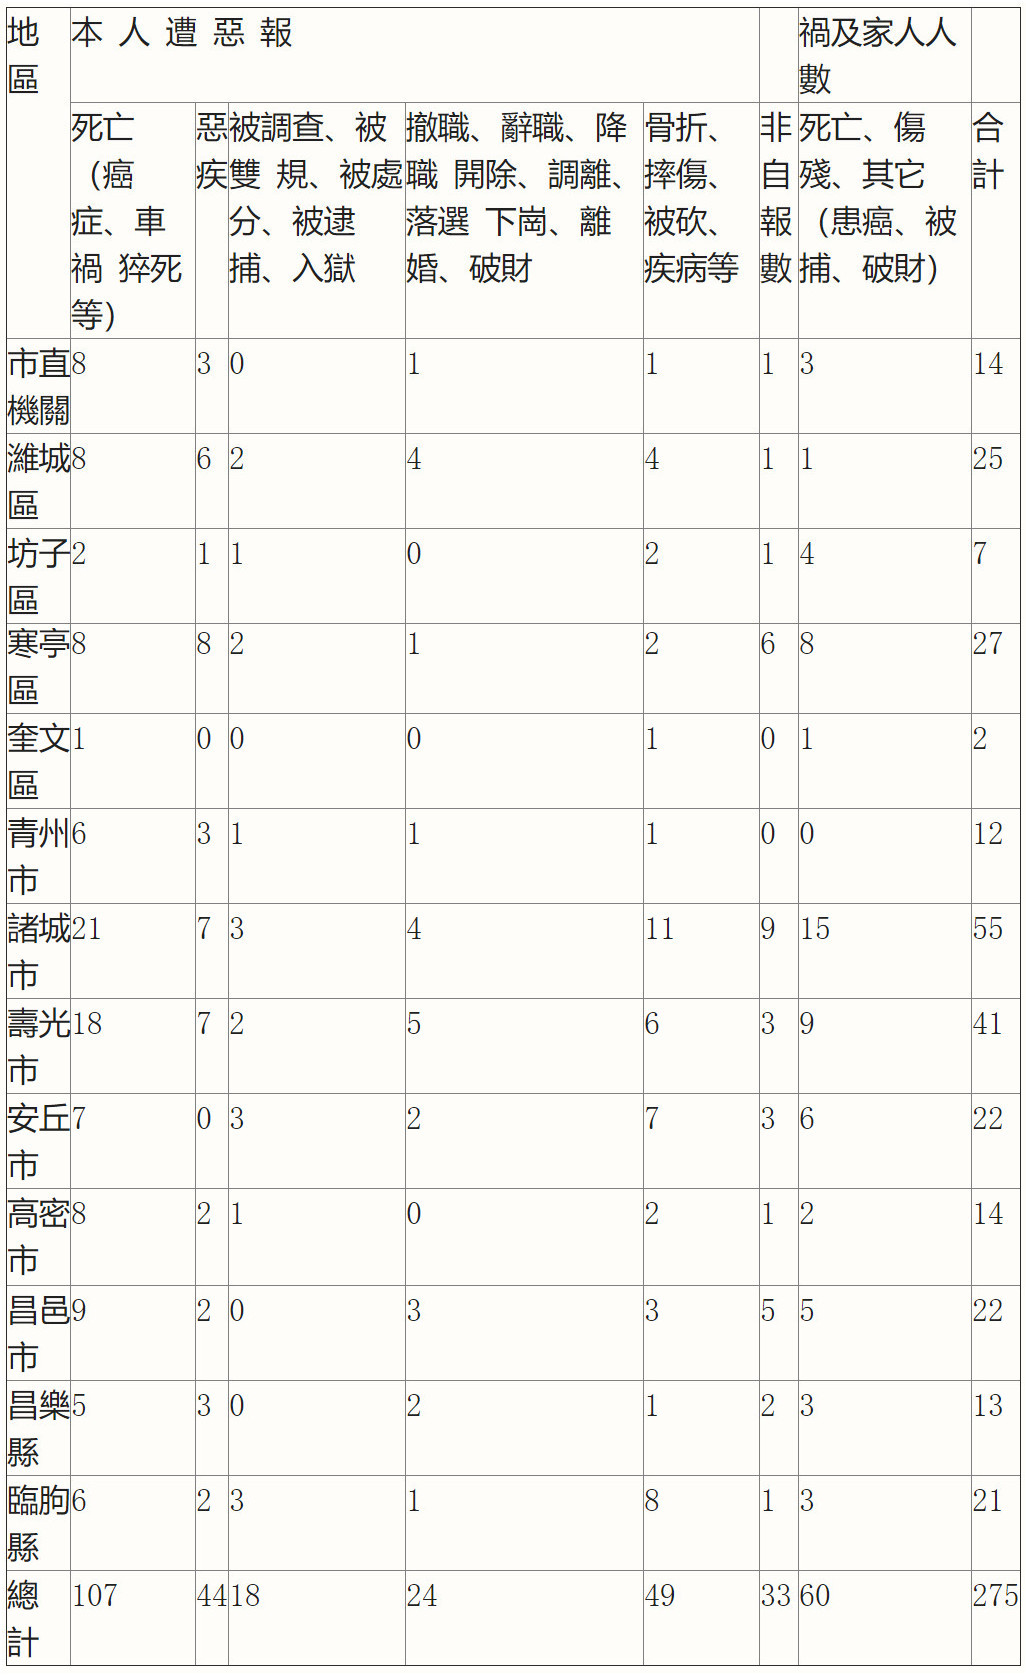 地 本 人 遭 惡 報 禍及家人人
區 數
死亡 惡 被調查、被 撤職、辭職、降 骨折、 非 死亡、傷 合
（癌 疾 雙 規、被處 職 開除、調離、 摔傷、 自 殘、其它 計
症、車 分、被逮 落選 下崗、離 被砍、 報 （患癌、被
禍 猝死 捕、入獄 婚、破財 疾病等 數 捕、破財）
等）
市直 8 3 0 1 1 1 3 14
機關
濰城 8 6 2 4 4 1 1 25
區
坊子 2 1 1 0 2 1 4 7
區
寒亭 8 8 2 1 2 6 8 27
區
奎文 1 0 0 0 1 0 1 2
區
青州 6 3 1 1 1 0 0 12
市
諸城 21 7 3 4 11 9 15 55
市
壽光 18 7 2 5 6 3 9 41
市
安丘 7 0 3 2 7 3 6 22
市
高密 8 2 1 0 2 1 2 14
市
昌邑 9 2 0 3 3 5 5 22
市
昌樂 5 3 0 2 1 2 3 13
縣
臨朐 6 2 3 1 8 1 3 21
縣
總 107 44 18 24 49 33 60 275
計